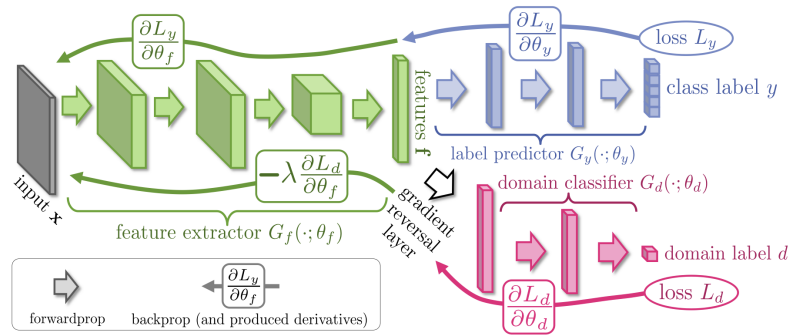 ∂L_y/∂θ_f
∂L_y/∂θ_y
loss L_y
features f
class label y
label predictor G_y(·;θ_y)
input x
−λ ∂L_d/∂θ_f
gradient
reversal
layer
domain classifier G_d(·;θ_d)
feature extractor G_f(·;θ_f)
domain label d
∂L_d/∂θ_d
loss L_d
∂L_y/∂θ_f
forwardprop
backprop (and produced derivatives)